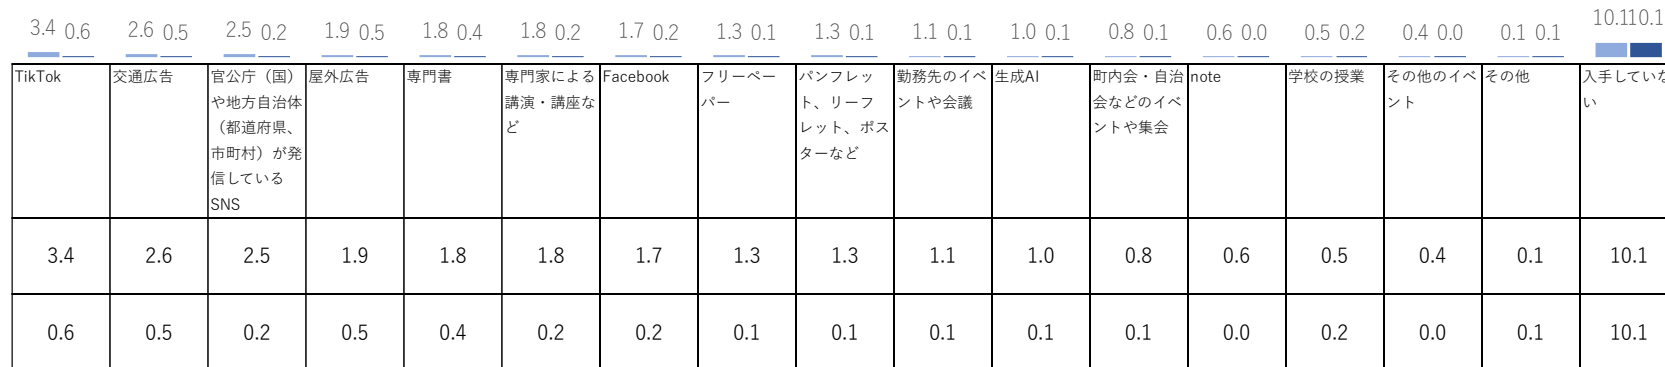 3.4 0.6 2.6 0.5 2.5 0.2 1.9 0.5 1.8 0.4 1.8 0.2 1.7 0.2 1.3 0.1 1.3 0.1 1.1 0.1 1.0 0.1 0.8 0.1 0.6 0.0 0.5 0.2 0.4 0.0 0.1 0.1 10.1 10.1
TikTok
交通広告
官公庁（国）
や地方自治体
（都道府県、
市町村）が発
信している
SNS
屋外広告
専門書
専門家による
講演・講座な
ど
Facebook
フリーペー
パー
パンフレッ
ト、リーフ
レット、ポス
ターなど
勤務先のイベ
ントや会議
生成AI
町内会・自治
会などのイベ
ントや集会
note
学校の授業
その他のイベ
ント
その他
入手していな
い
3.4 2.6 2.5 1.9 1.8 1.8 1.7 1.3 1.3 1.1 1.0 0.8 0.6 0.5 0.4 0.1 10.1
0.6 0.5 0.2 0.5 0.4 0.2 0.2 0.1 0.1 0.1 0.1 0.1 0.0 0.2 0.0 0.1 10.1